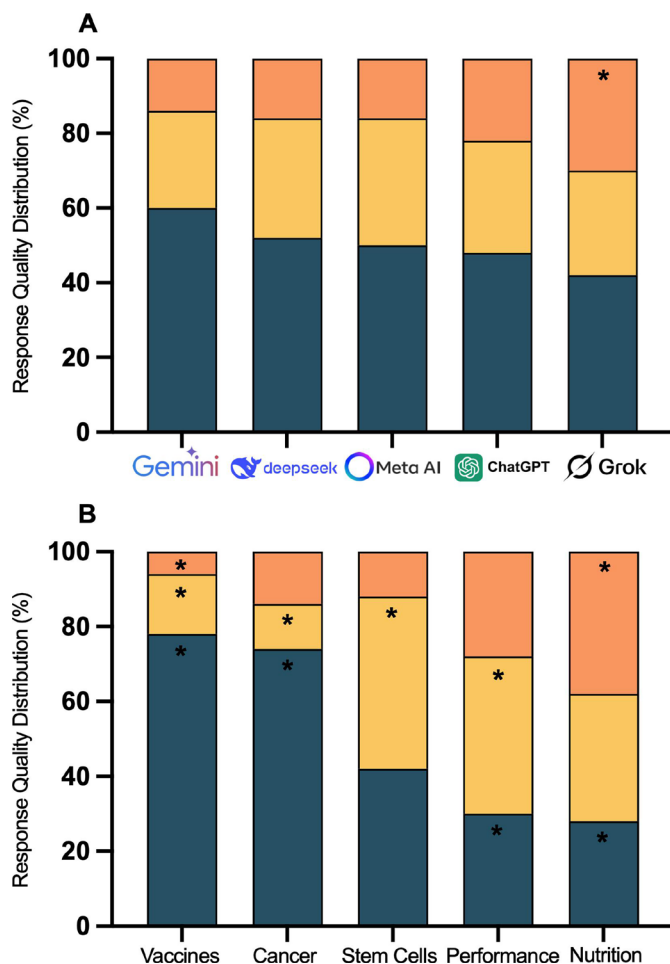 A
Response Quality Distribution (%)
100
80
60
40
20
0
*
Gemini deepseek Meta AI ChatGPT Grok
B
Response Quality Distribution (%)
100
80
60
40
20
0
* * * * * * * * * *
Vaccines Cancer Stem Cells Performance Nutrition